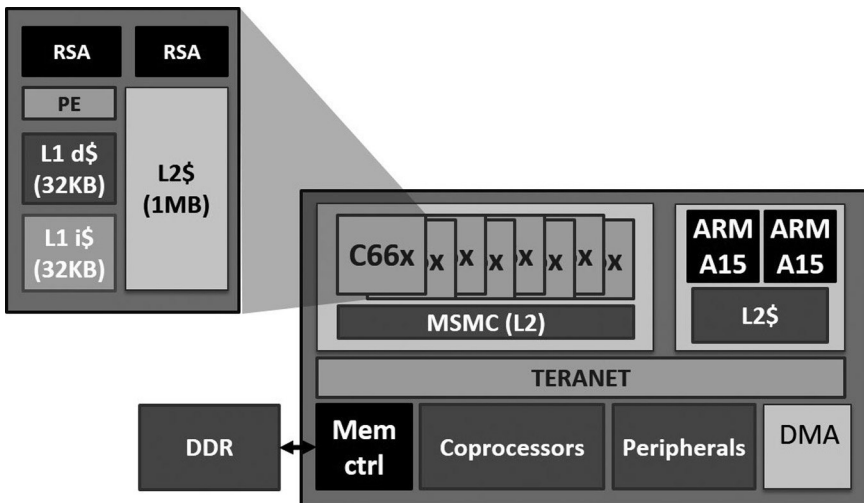 RSA
RSA
PE
L1 d$
(32KB)
L2$
(1MB)
L1 i$
(32KB)
C66x
x
x
x
x
x
x
x
MSMC (L2)
ARM
A15
ARM
A15
L2$
TERANET
DDR
Mem
ctrl
Coprocessors
Peripherals
DMA